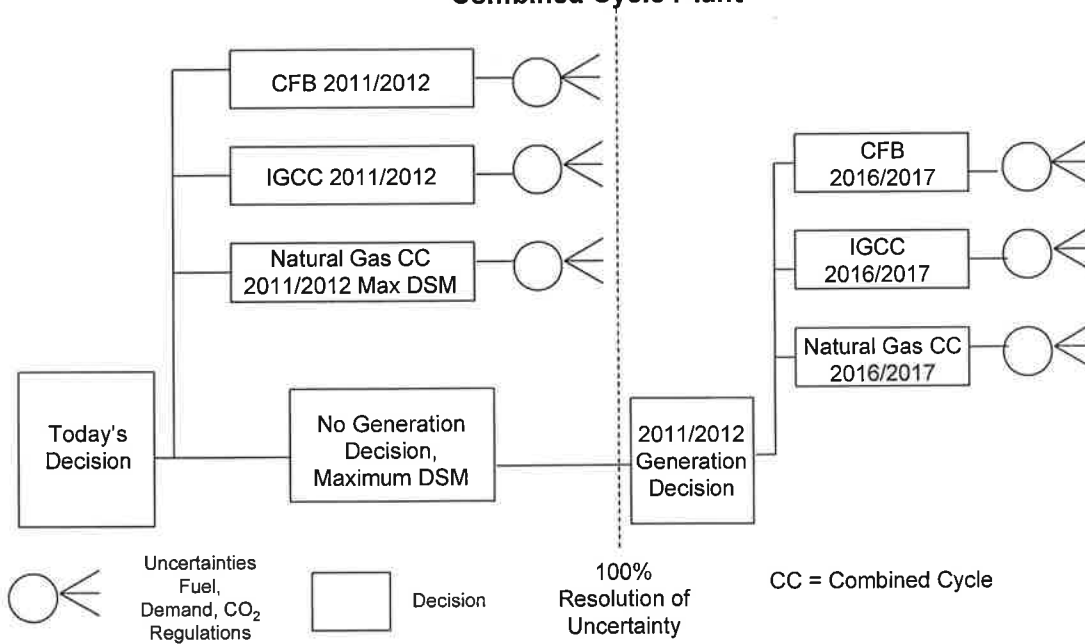 Combined Cycle Plant
CFB 2011/2012
IGCC 2011/2012
Natural Gas CC
2011/2012 Max DSM
CFB
2016/2017
IGCC
2016/2017
Natural Gas CC
2016/2017
Today's
Decision
No Generation
Decision,
Maximum DSM
2011/2012
Generation
Decision
Uncertainties
Fuel,
Demand, CO₂
Regulations
Decision
100%
Resolution of
Uncertainty
CC = Combined Cycle